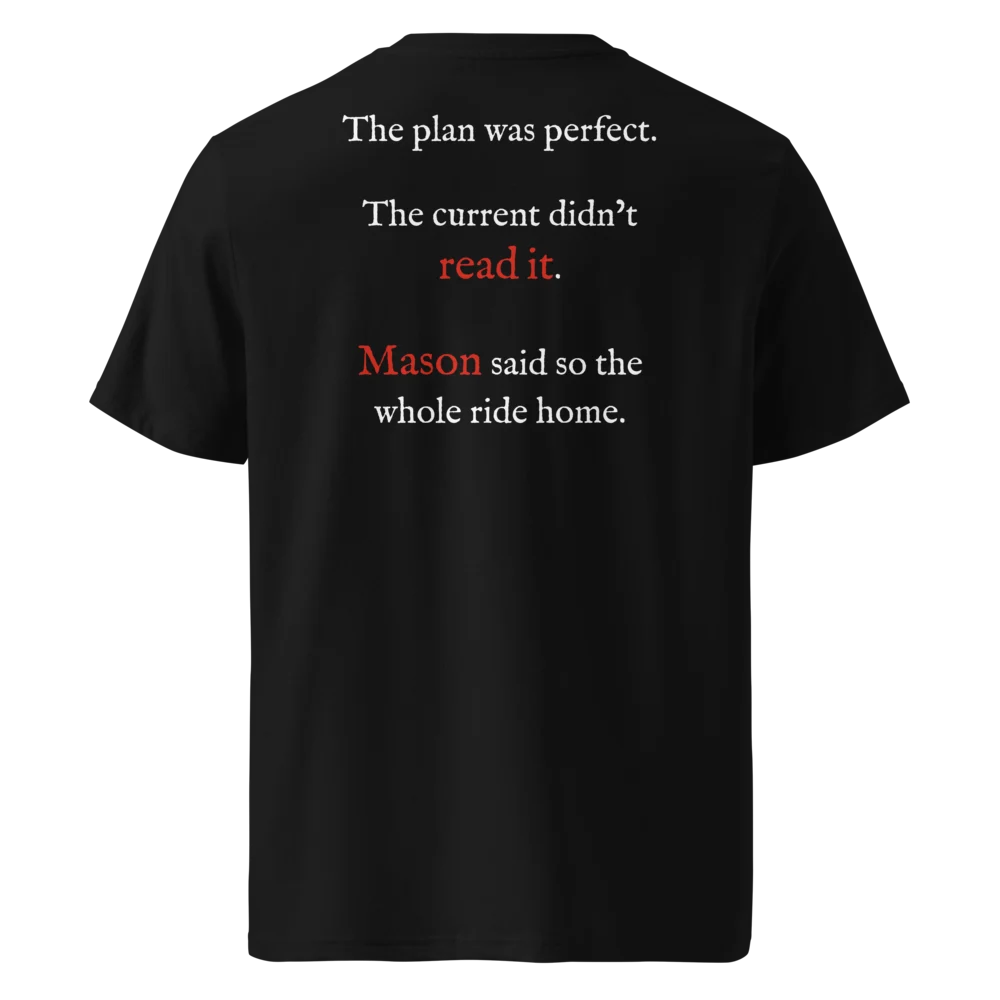 The plan was perfect.
The current didn’t
read it.
Mason said so the
whole ride home.